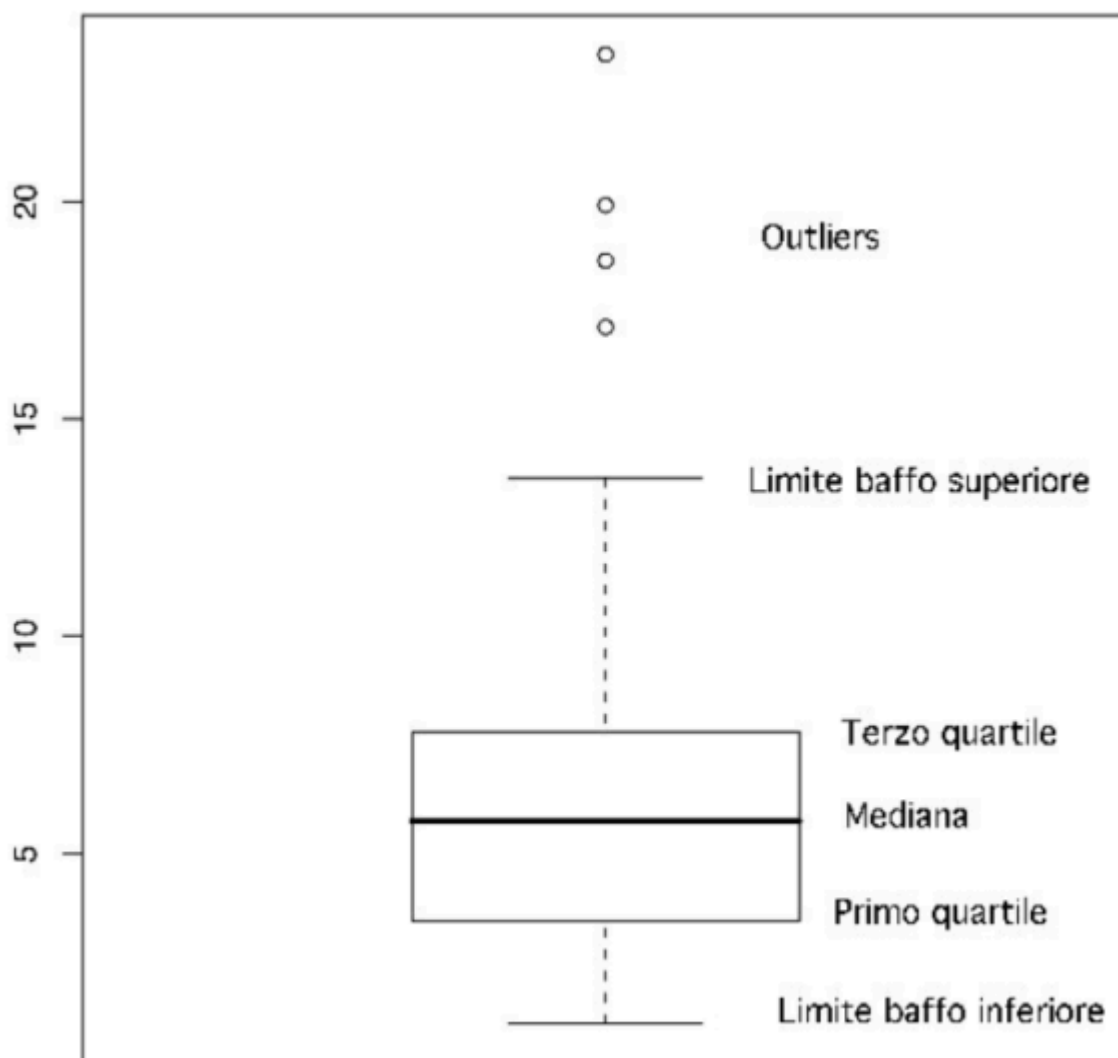 20
Outliers
15
Limite baffo superiore
10
Terzo quartile
Mediana
5
Primo quartile
Limite baffo inferiore